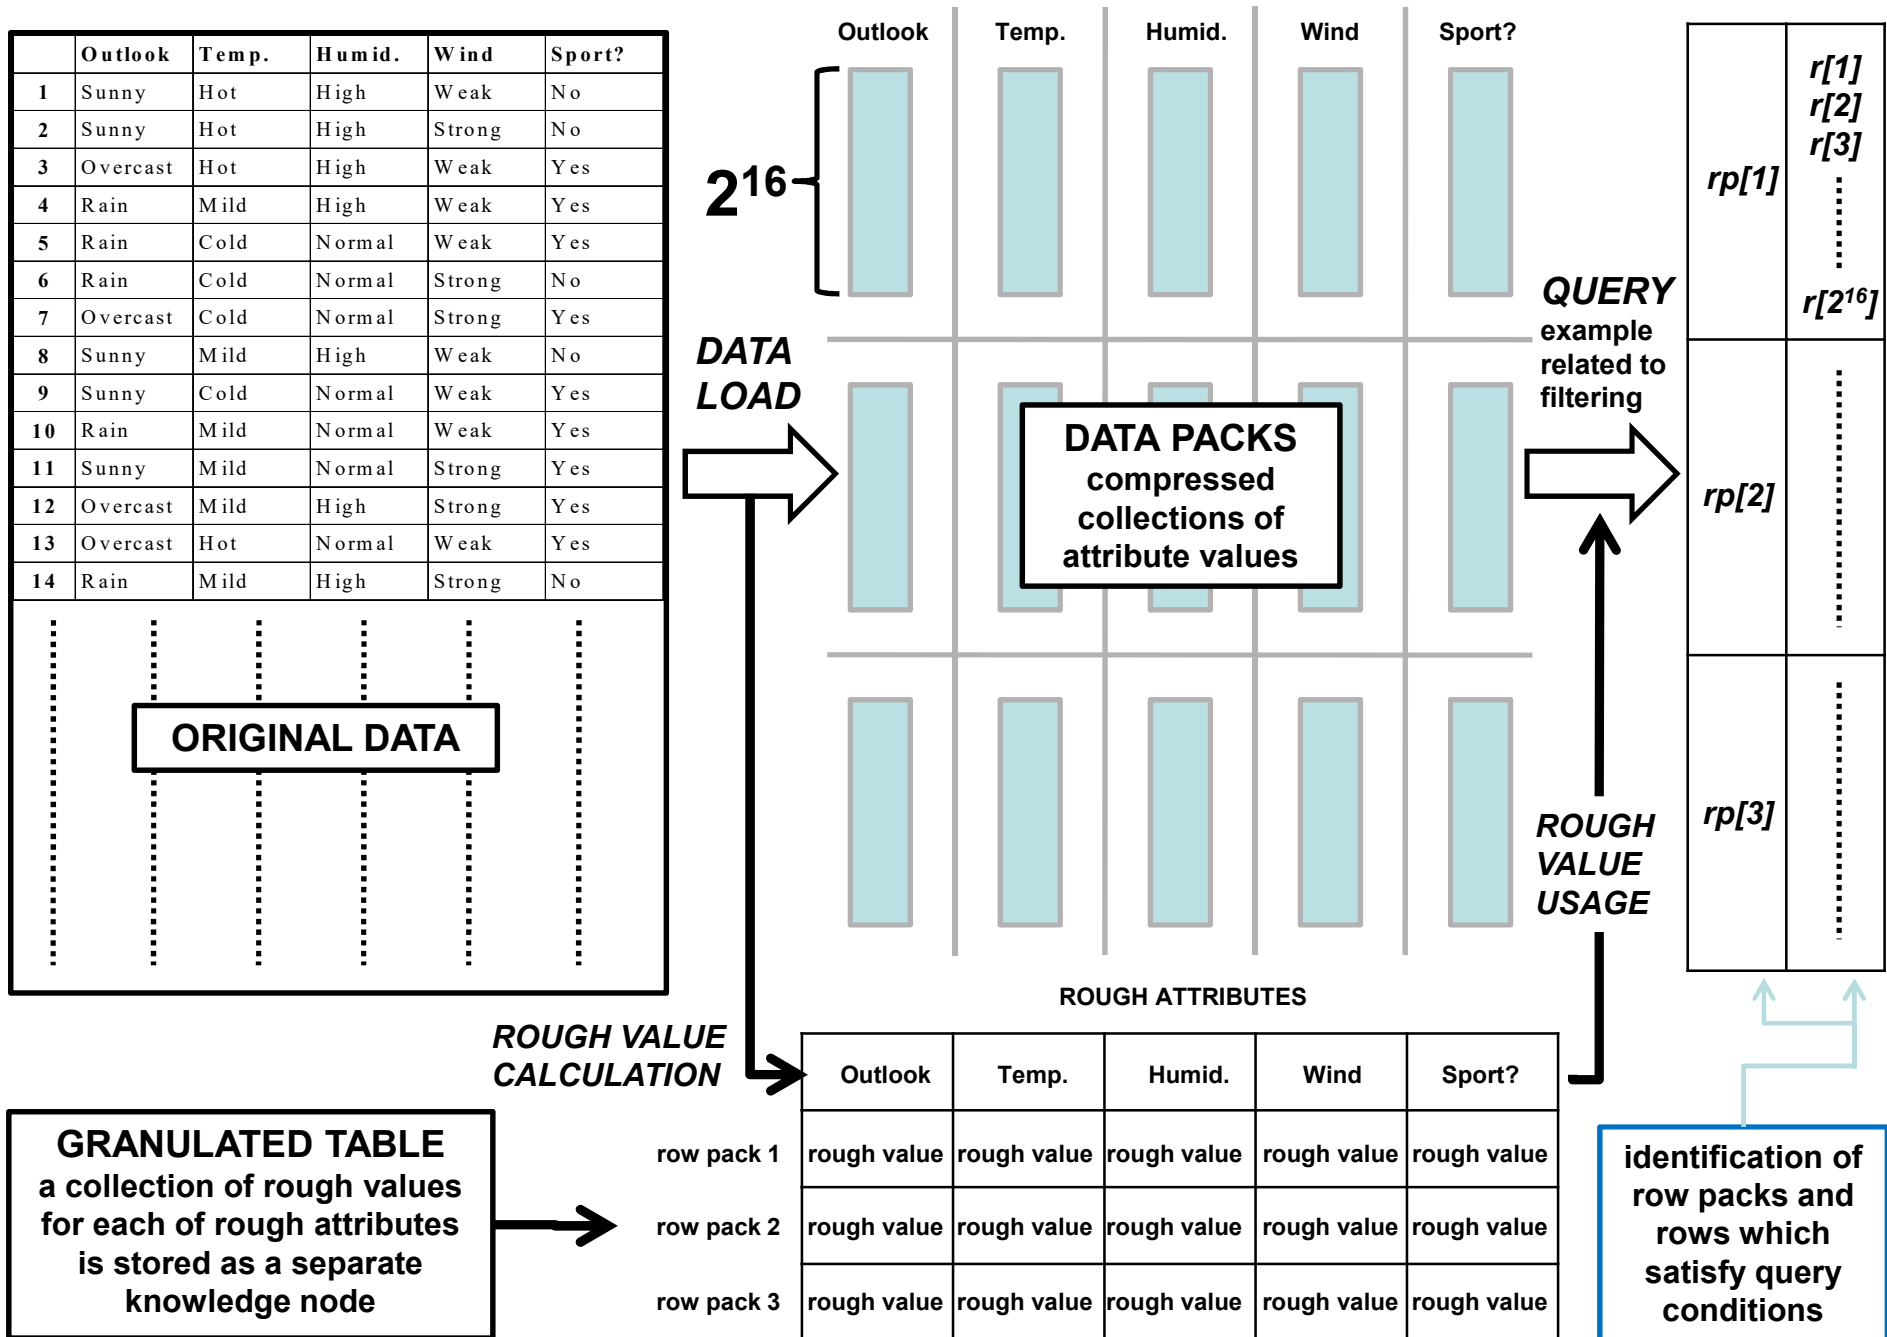 Outlook Temp. Humid. Wind Sport?
1 Sunny Hot High Weak No
2 Sunny Hot High Strong No
3 Overcast Hot High Weak Yes
4 Rain Mild High Weak Yes
5 Rain Cold Normal Weak Yes
6 Rain Cold Normal Strong No
7 Overcast Cold Normal Strong Yes
8 Sunny Mild High Weak No
9 Sunny Cold Normal Weak Yes
10 Rain Mild Normal Weak Yes
11 Sunny Mild Normal Strong Yes
12 Overcast Mild High Strong Yes
13 Overcast Hot Normal Weak Yes
14 Rain Mild High Strong No
ORIGINAL DATA
DATA
LOAD
Outlook Temp. Humid. Wind Sport?
2¹⁶
DATA PACKS
compressed
collections of
attribute values
QUERY
example
related to
filtering
rp[1]
r[1]
r[2]
r[3]
r[2¹⁶]
rp[2]
rp[3]
ROUGH
VALUE
USAGE
ROUGH VALUE
CALCULATION
ROUGH ATTRIBUTES
Outlook Temp. Humid. Wind Sport?
row pack 1 rough value rough value rough value rough value rough value
row pack 2 rough value rough value rough value rough value rough value
row pack 3 rough value rough value rough value rough value rough value
GRANULATED TABLE
a collection of rough values
for each of rough attributes
is stored as a separate
knowledge node
identification of
row packs and
rows which
satisfy query
conditions